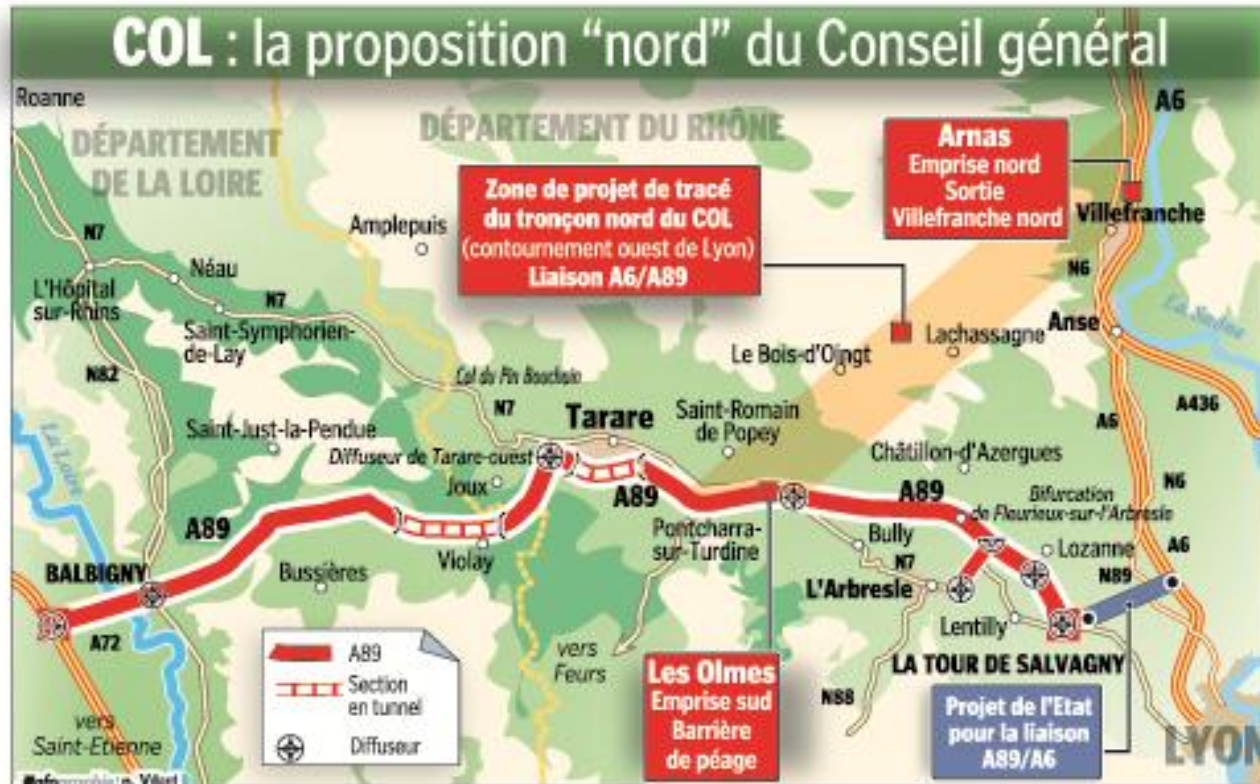 COL : la proposition “nord” du Conseil général
Roanne
DÉPARTEMENT
DE LA LOIRE
DÉPARTEMENT DU RHÔNE
A6
Arnas
Emprise nord
Sortie
Villefranche nord
Zone de projet de tracé
du tronçon nord du COL
(contournement ouest de Lyon)
Liaison A6/A89
Villefranche
Amplepuis
N7
Néau
L'Hôpital
sur-Rhins
N7
N6
Saint-Symphorien-
de-Lay
La Saône
Anse
Lachassagne
Le Bois-d'Oingt
N82
Col du Pin Bouchain
N7
A436
Tarare
Saint-Romain
de Popey
A6
La Loire
Saint-Just-la-Pendue
Diffuseur de Tarare-ouest
Châtillon-d'Azergues
Joux
A89
A89
N6
Bifurcation
de Fleurieux-sur-l'Arbresle
A89
Pontcharra-
sur-Turdine
Bully
Lozanne
A6
Violay
N7
BALBIGNY
Bussières
L'Arbresle
N89
A72
Lentilly
A89
Section
en tunnel
Diffuseur
vers
Feurs
Les Olmes
Emprise sud
Barrière
de péage
LA TOUR DE SALVAGNY
N88
Projet de l'Etat
pour la liaison
A89/A6
vers
Saint-Etienne
LYON